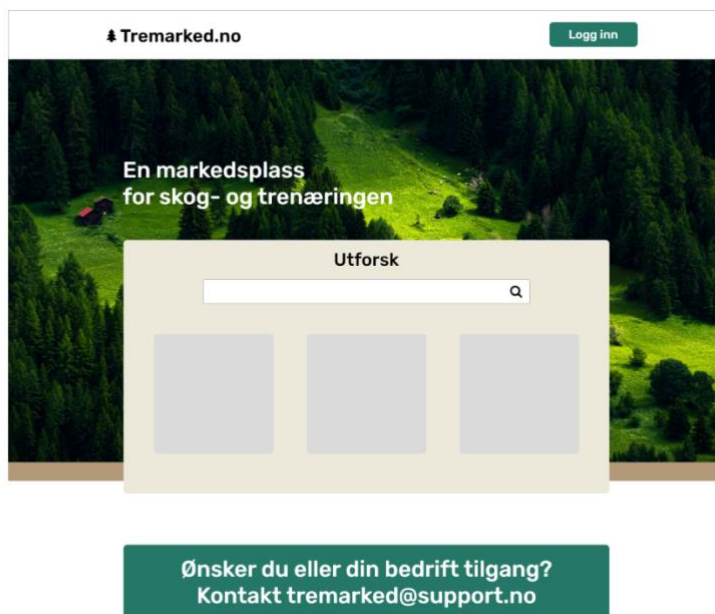 Tremarked.no
Logg inn
En markedsplass
for skog- og trenæringen
Utforsk
Ønsker du eller din bedrift tilgang?
Kontakt tremarked@support.no